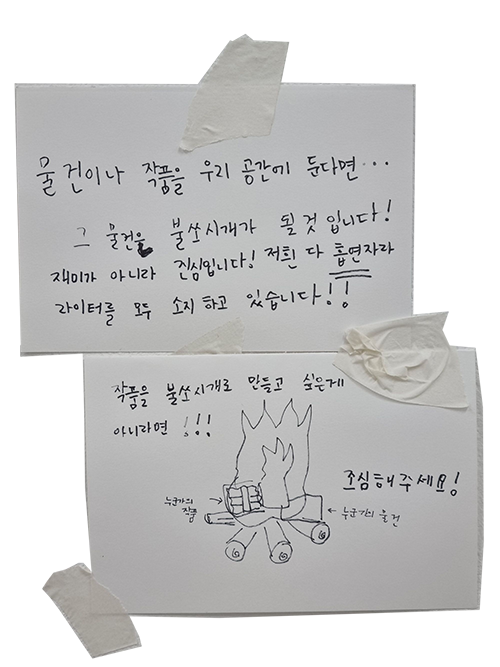 물건이나 작품을 우리 공간에 둔다면...
그 물건은 불쏘시개가 될 것 입니다!
재미가 아니라 진심입니다! 저흰 다 흡연자라
라이터를 모두 소지 하고 있습니다!!
작품을 불쏘시개로 만들고 싶은게
아니라면 !!!
조심해주세요!
누군가의
작품
누군가의 물건